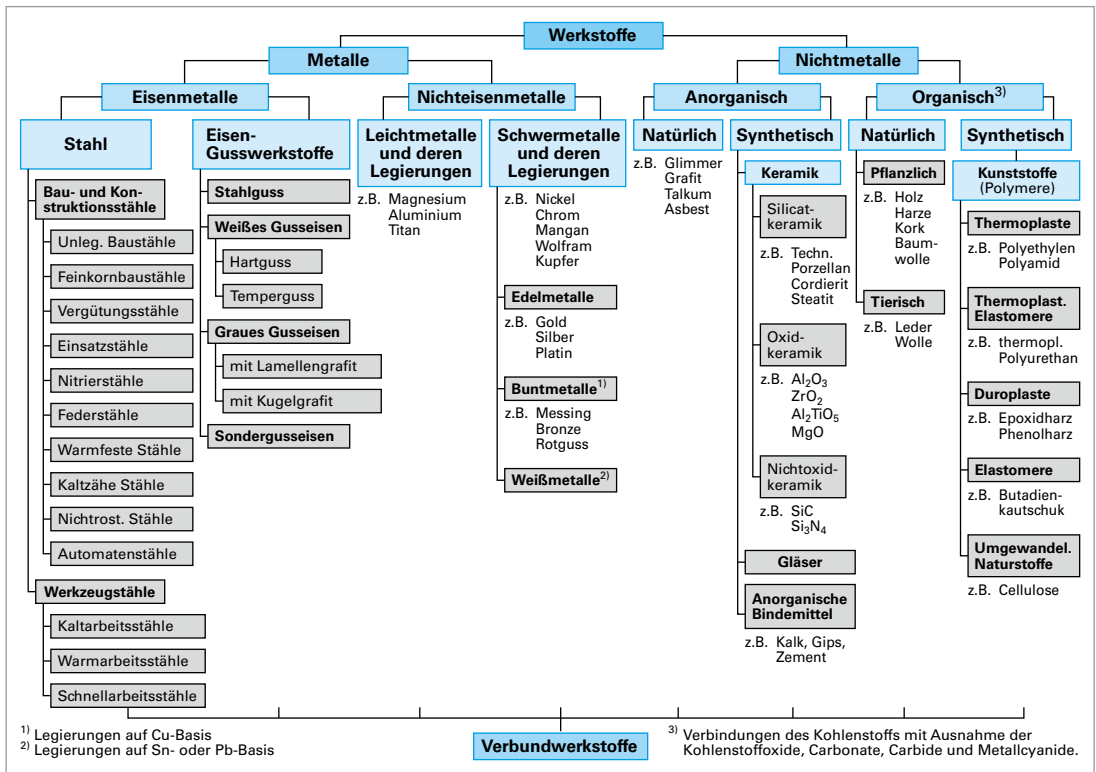 Werkstoffe
Metalle
Nichtmetalle
Eisenmetalle
Nichteisenmetalle
Anorganisch
Organisch³⁾
Stahl
Eisen-
Gusswerkstoffe
Leichtmetalle
und deren
Legierungen
Schwermetalle
und deren
Legierungen
Natürlich
Synthetisch
Natürlich
Synthetisch
Bau- und Kon-
struktionsstähle
Unleg. Baustähle
Feinkornbaustähle
Vergütungsstähle
Einsatzstähle
Nitrierstähle
Federstähle
Warmfeste Stähle
Kaltzähe Stähle
Nichtrost. Stähle
Automatenstähle
Werkzeugstähle
Kaltarbeitsstähle
Warmarbeitsstähle
Schnellarbeitsstähle
Stahlguss
Weißes Gusseisen
Hartguss
Temperguss
Graues Gusseisen
mit Lamellengrafit
mit Kugelgrafit
Sondergusseisen
z.B. Magnesium
Aluminium
Titan
z.B. Nickel
Chrom
Mangan
Wolfram
Kupfer
Edelmetalle
z.B. Gold
Silber
Platin
Buntmetalle¹⁾
z.B. Messing
Bronze
Rotguss
Weißmetalle²⁾
z.B. Glimmer
Grafit
Talkum
Asbest
Keramik
Silicat-
keramik
z.B. Techn.
Porzellan
Cordierit
Steatit
Oxid-
keramik
z.B. Al₂O₃
ZrO₂
Al₂TiO₅
MgO
Nichtoxid-
keramik
z.B. SiC
Si₃N₄
Gläser
Anorganische
Bindemittel
z.B. Kalk, Gips,
Zement
Pflanzlich
z.B. Holz
Harze
Kork
Baum-
wolle
Tierisch
z.B. Leder
Wolle
Kunststoffe
(Polymere)
Thermoplaste
z.B. Polyethylen
Polyamid
Thermoplast.
Elastomere
z.B. thermopl.
Polyurethan
Duroplaste
z.B. Epoxidharz
Phenolharz
Elastomere
z.B. Butadien-
kautschuk
Umgewandel.
Naturstoffe
z.B. Cellulose
¹⁾ Legierungen auf Cu-Basis
²⁾ Legierungen auf Sn- oder Pb-Basis
Verbundwerkstoffe
³⁾ Verbindungen des Kohlenstoffs mit Ausnahme der
Kohlenstoffoxide, Carbonate, Carbide und Metallcyanide.